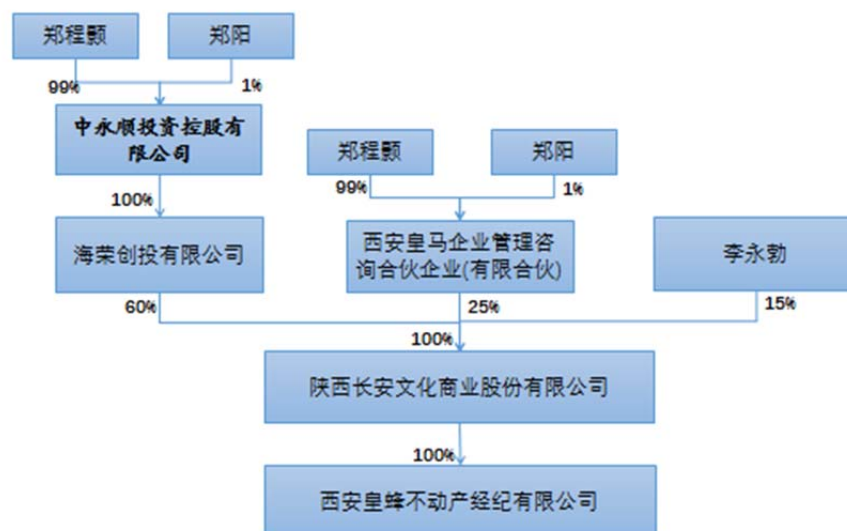 郑程颢
郑阳
99%
1%
中永顺投资控股有
限公司
郑程颢
郑阳
100%
99%
1%
海荣创投有限公司
西安皇马企业管理咨
询合伙企业(有限合伙)
李永勃
60%
25%
15%
100%
陕西长安文化商业股份有限公司
100%
西安皇蜂不动产经纪有限公司